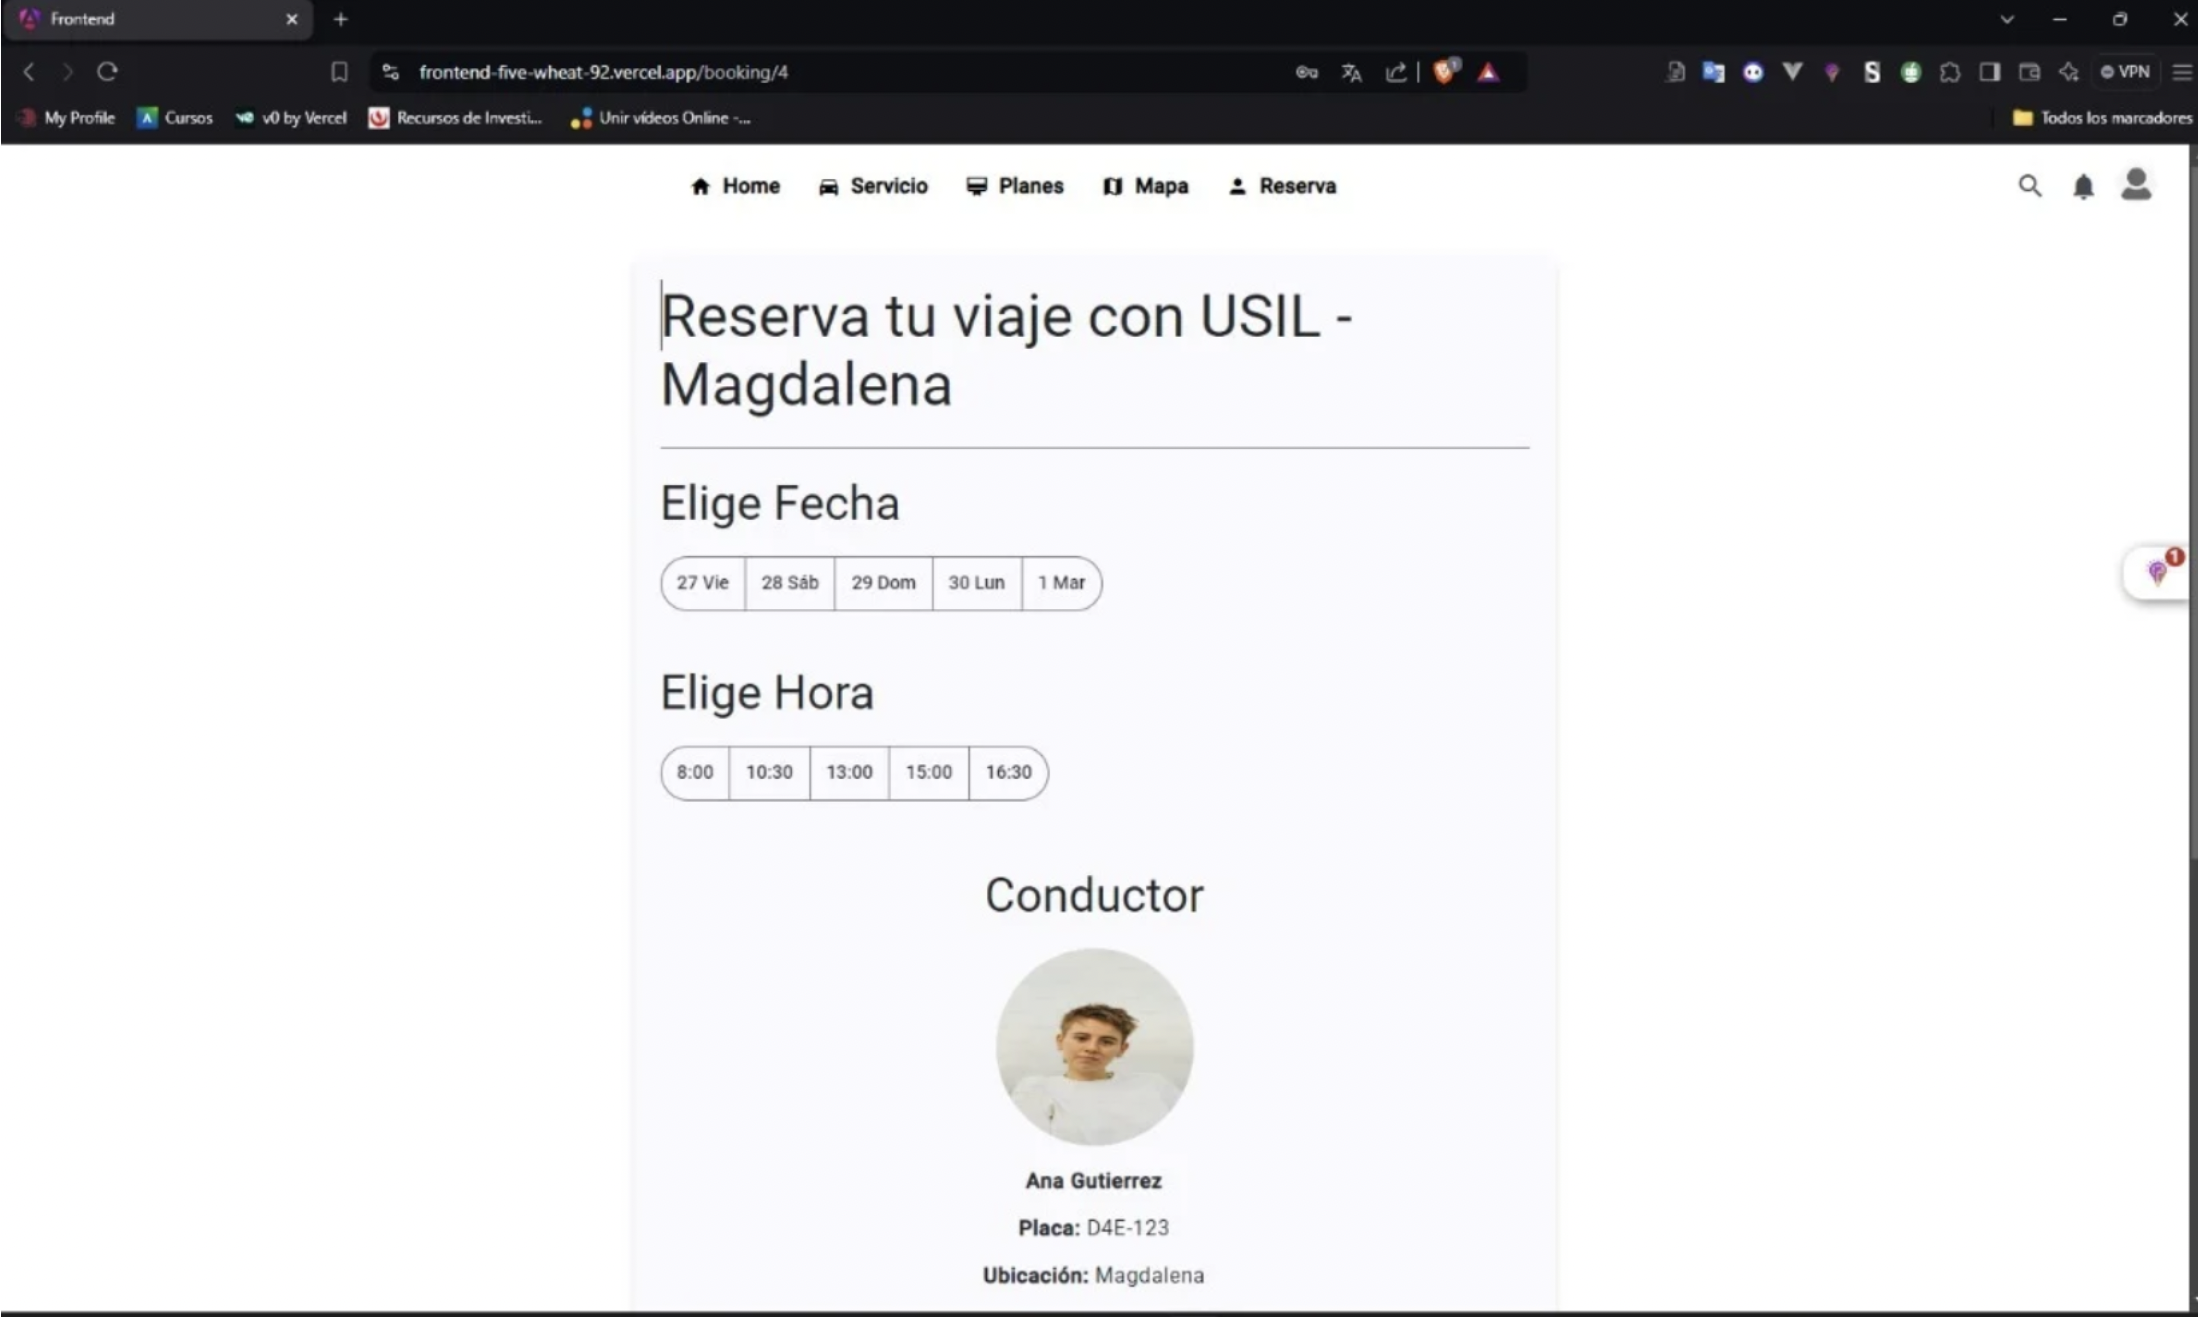 Frontend
frontend-five-wheat-92.vercel.app/booking/4
1
VPN
My Profile
Cursos
v0 by Vercel
Recursos de Investi...
Unir vídeos Online -...
Todos los marcadores
Home
Servicio
Planes
Mapa
Reserva
Reserva tu viaje con USIL -
Magdalena
Elige Fecha
27 Vie
28 Sáb
29 Dom
30 Lun
1 Mar
1
Elige Hora
8:00
10:30
13:00
15:00
16:30
Conductor
Ana Gutierrez
Placa: D4E-123
Ubicación: Magdalena